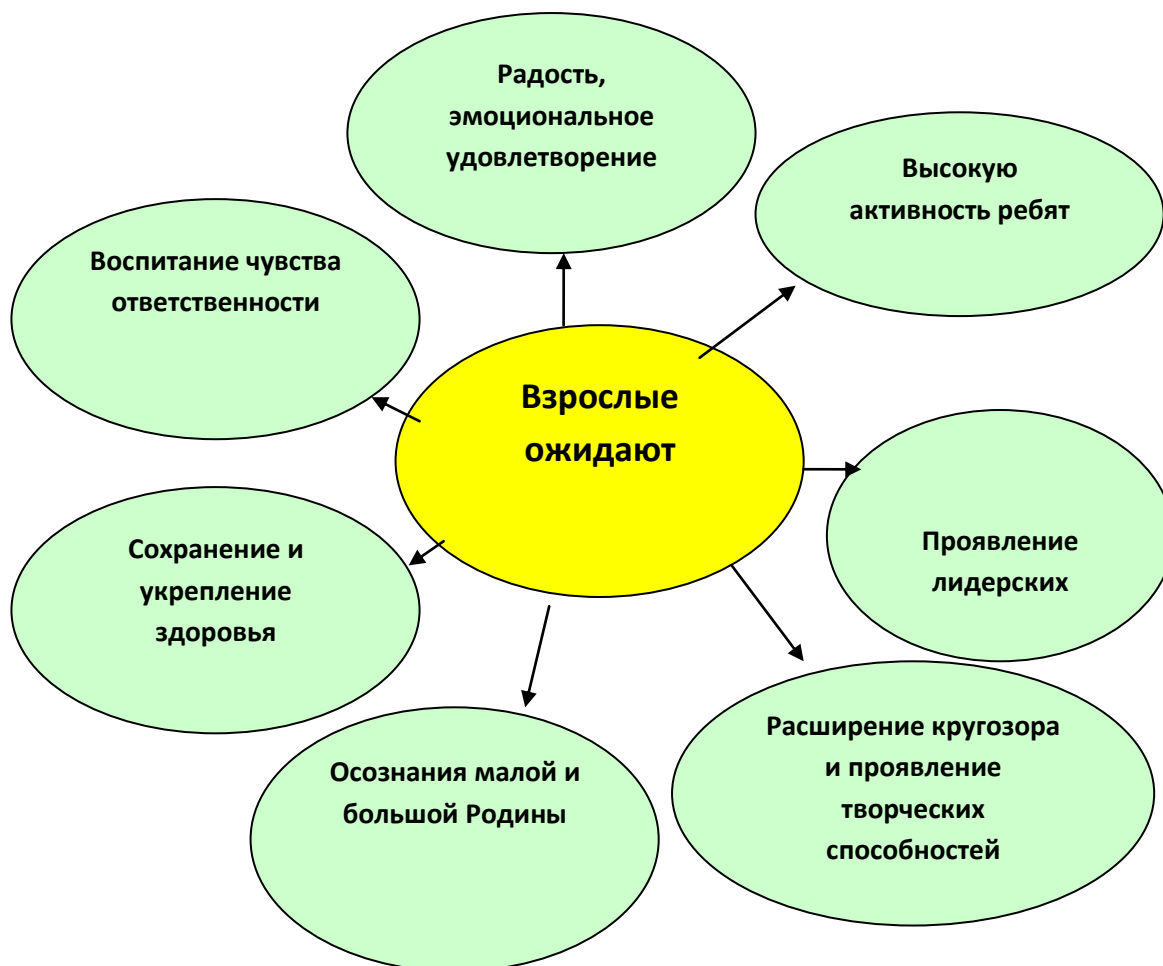 Радость,
эмоциональное
удовлетворение
Высокую
активность ребят
Воспитание чувства
ответственности
Взрослые
ожидают
Проявление
лидерских
Сохранение и
укрепление
здоровья
Расширение кругозора
и проявление
творческих
способностей
Осознания малой и
большой Родины